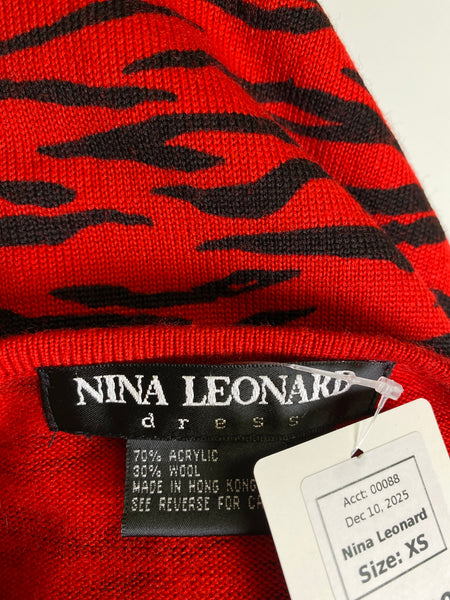 NINA LEONARD
dress
70% ACRYLIC
30% WOOL
MADE IN HONG KONG
SEE REVERSE FOR
Acct: 00088
Dec 10, 2025
Nina Leonard
Size: XS